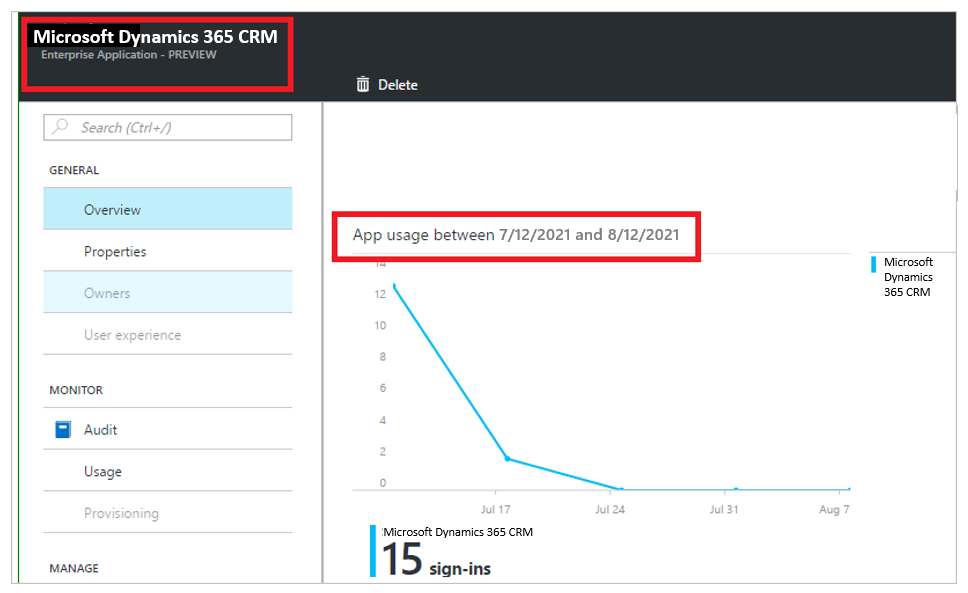 Microsoft Dynamics 365 CRM
Enterprise Application - PREVIEW
Delete
Search (Ctrl+/)
GENERAL
Overview
Properties
Owners
User experience
MONITOR
Audit
Usage
Provisioning
MANAGE
App usage between 7/12/2021 and 8/12/2021
14
12
10
8
6
4
2
0
Jul 17
Jul 24
Jul 31
Aug 7
Microsoft
Dynamics
365 CRM
Microsoft Dynamics 365 CRM
15 sign-ins